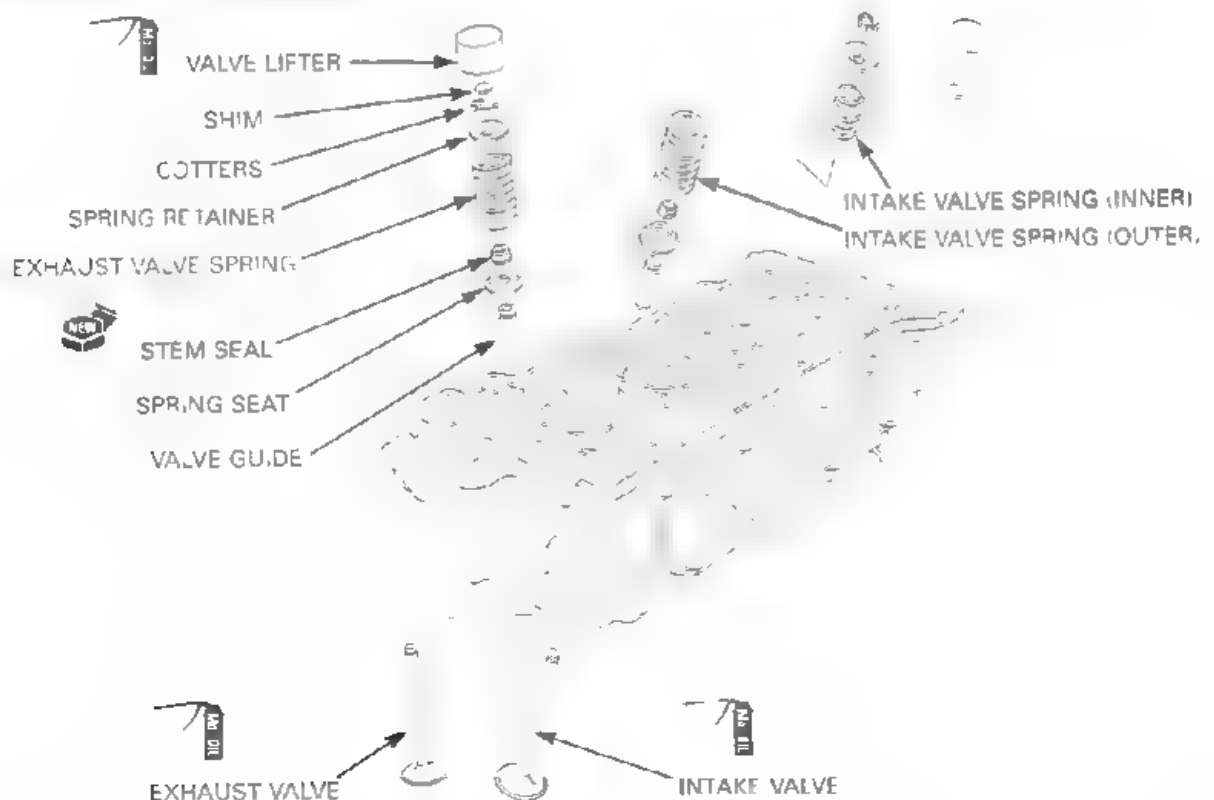 VALVE LIFTER
SHIM
COTTERS
SPRING RETAINER
EXHAUST VALVE SPRING
NEW
STEM SEAL
SPRING SEAT
VALVE GUIDE
INTAKE VALVE SPRING (INNER)
INTAKE VALVE SPRING (OUTER)
EXHAUST VALVE
INTAKE VALVE